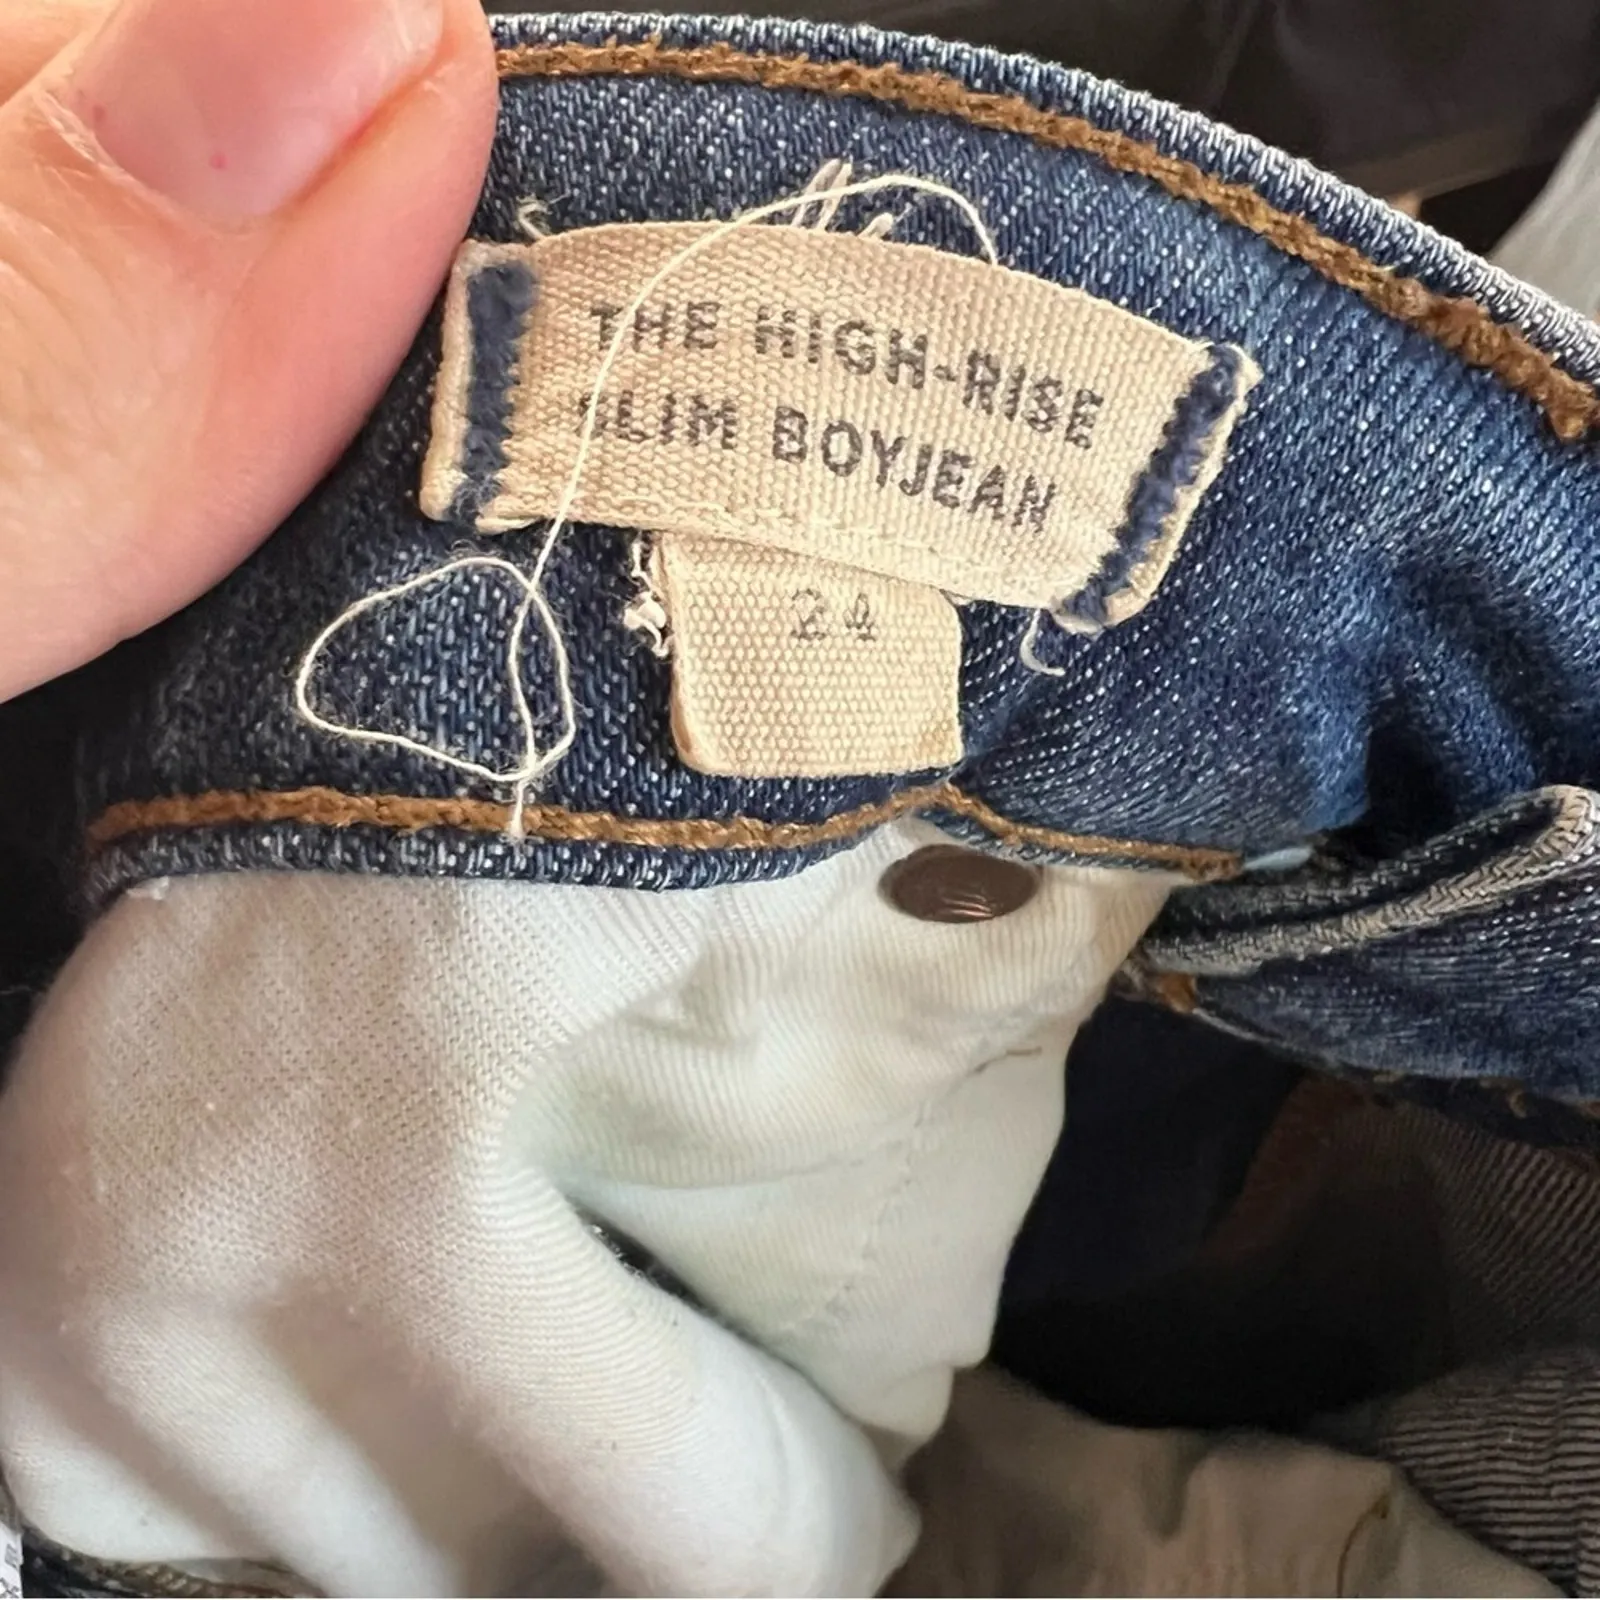 THE HIGH-RISE
SLIM BOYJEAN
24